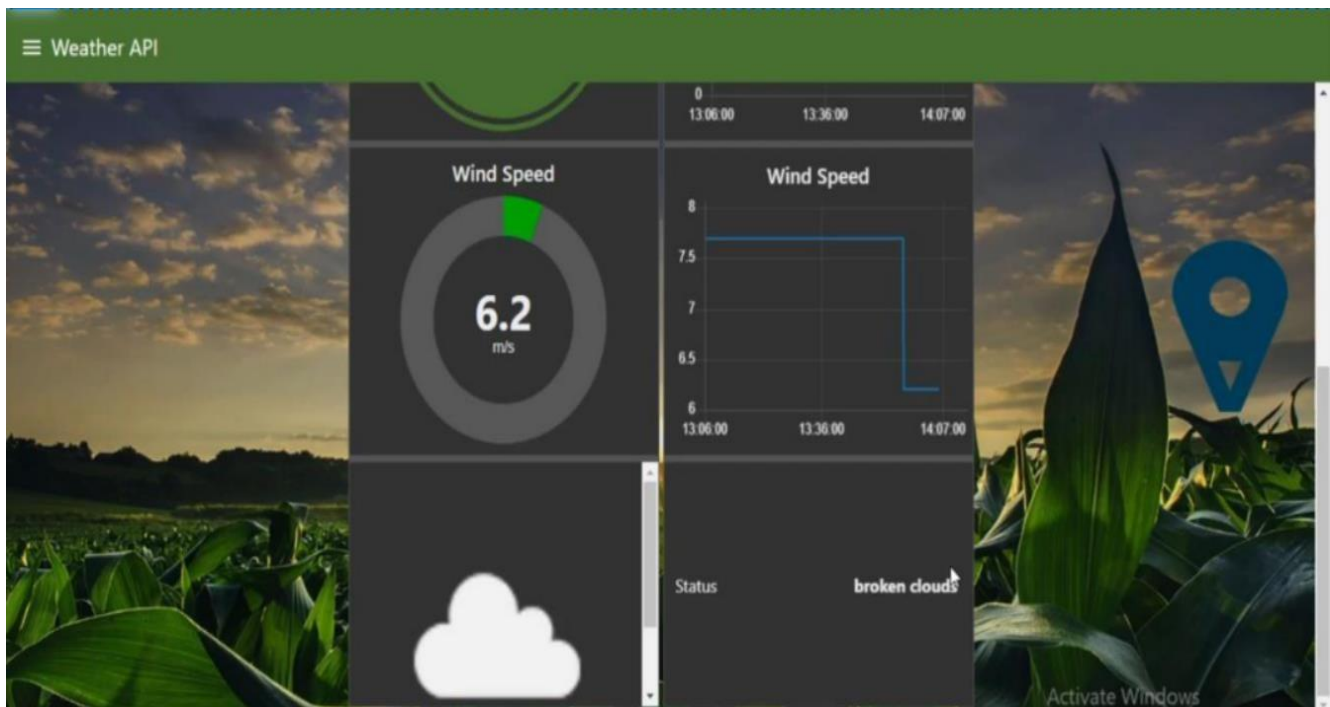 Weather API
0
13:06:00 13:36:00 14:07:00
Wind Speed
6.2
m/s
Wind Speed
8
7.5
7
6.5
6
13:06:00 13:36:00 14:07:00
Status broken clouds
Activate Windows